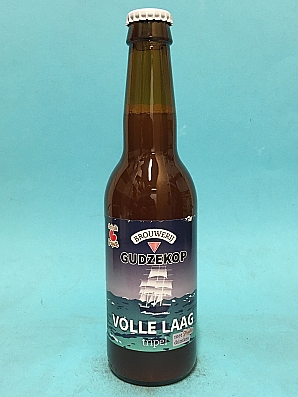 BROUWERIJ
GUDZEKOP
VOLLE LAAG
tripel